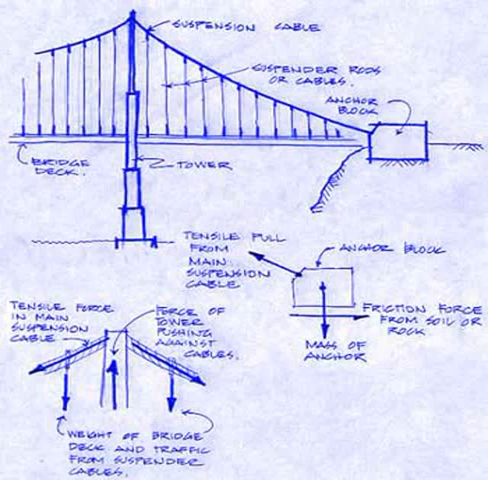 SUSPENSION CABLE
SUSPENDER RODS
OR CABLES.
ANCHOR
BLOCK
BRIDGE
DECK.
TOWER
TENSILE PULL
FROM
MAIN
SUSPENSION
CABLE
ANCHOR BLOCK
FRICTION FORCE
FROM SOIL OR
ROCK
MASS OF
ANCHOR
TENSILE FORCE
IN MAIN
SUSPENSION
CABLE
FORCE OF
TOWER
PUSHING
AGAINST
CABLES.
WEIGHT OF BRIDGE
DECK AND TRAFFIC
FROM SUSPENDER
CABLES.